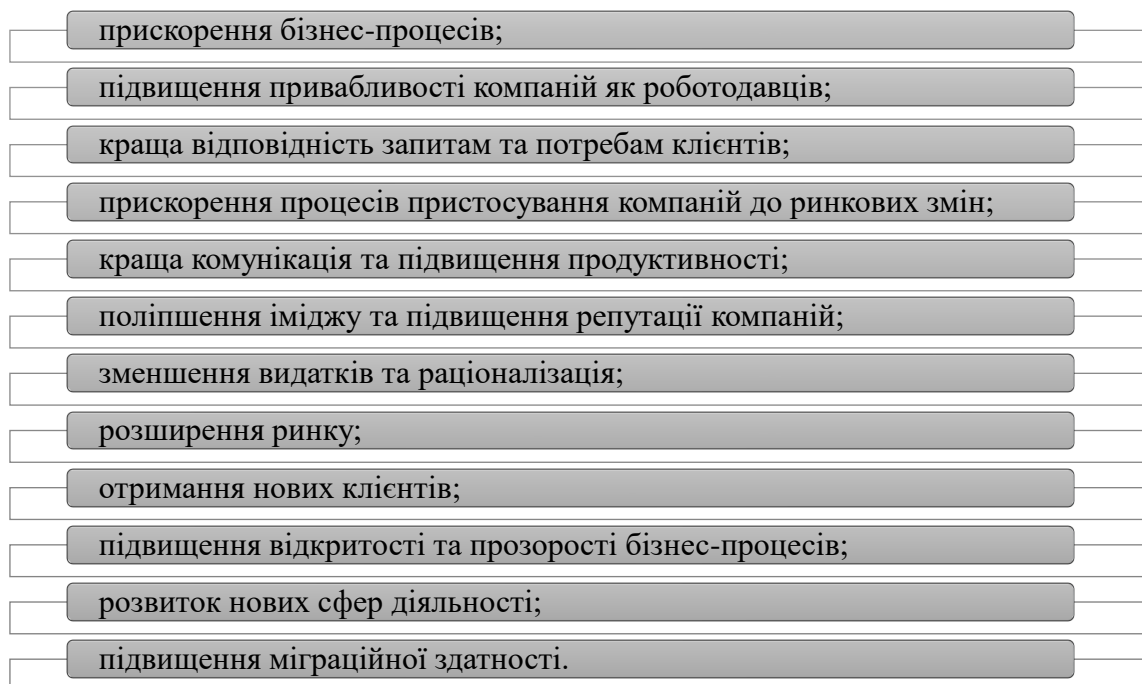 прискорення бізнес-процесів;
підвищення привабливості компаній як роботодавців;
краща відповідність запитам та потребам клієнтів;
прискорення процесів пристосування компаній до ринкових змін;
краща комунікація та підвищення продуктивності;
поліпшення іміджу та підвищення репутації компаній;
зменшення видатків та раціоналізація;
розширення ринку;
отримання нових клієнтів;
підвищення відкритості та прозорості бізнес-процесів;
розвиток нових сфер діяльності;
підвищення міграційної здатності.